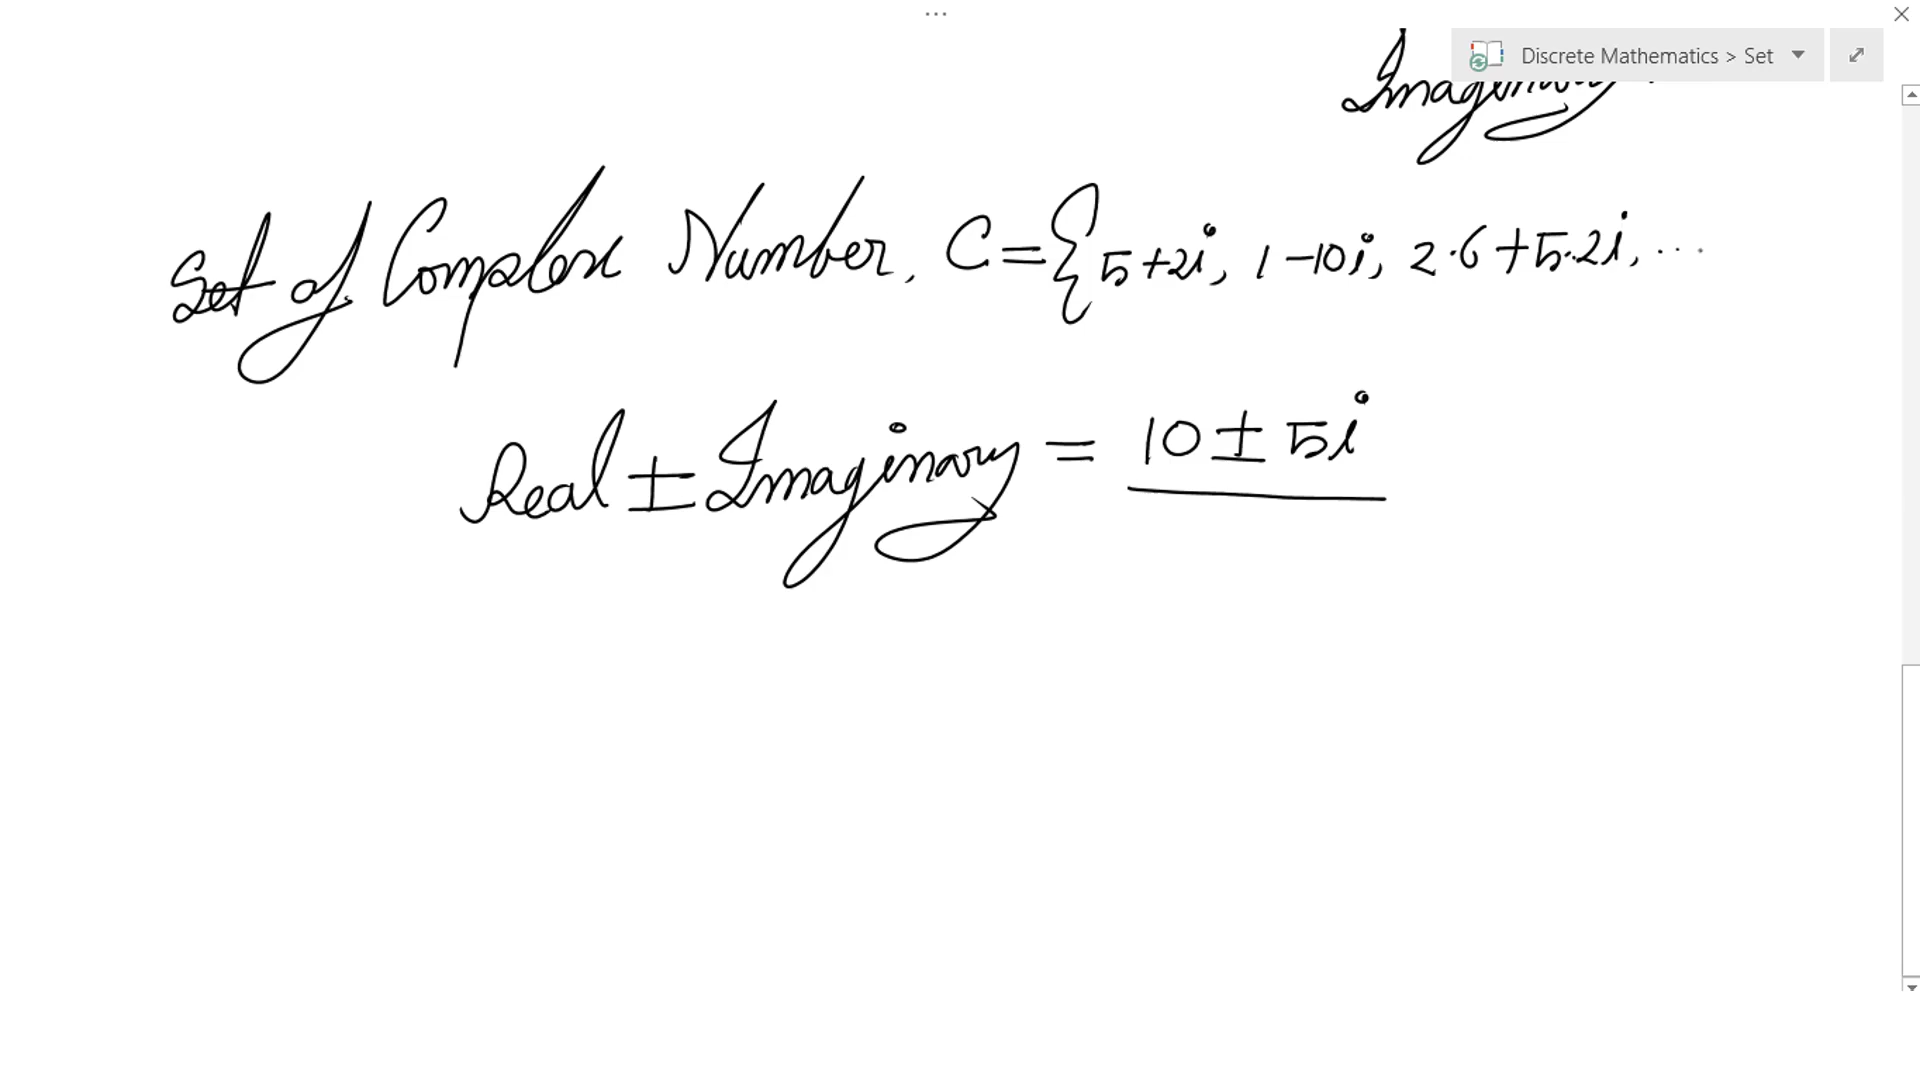 ...
Discrete Mathematics > Set
Imaginary
Set of Complex Number, C = { 5+2i, 1-10i, 2.6+5.2i, ...
Real ± Imaginary = 10 ± 5i